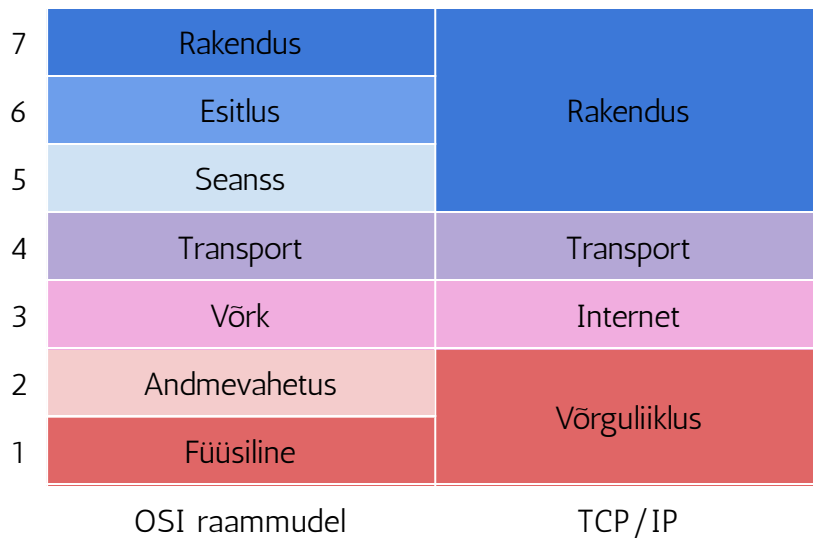 7 Rakendus
6 Esitlus Rakendus
5 Seanss
4 Transport Transport
3 Võrk Internet
2 Andmevahetus
Võrguliiklus
1 Füüsiline
OSI raammudel TCP/IP